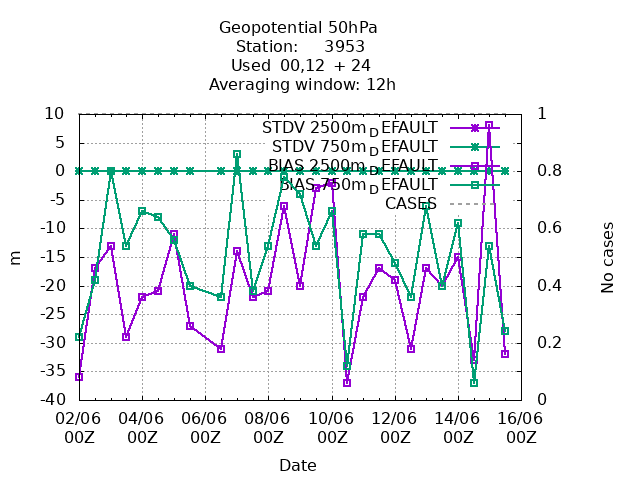 Geopotential 50hPa
Station: 3953
Used 00,12 + 24
Averaging window: 12h
STDV 2500m_DEFAULT
STDV 750m_DEFAULT
BIAS 2500m_DEFAULT
BIAS 750m_DEFAULT
CASES
10
5
0
-5
-10
-15
-20
-25
-30
-35
-40
m
1
0.8
0.6
0.4
0.2
0
No cases
02/06 04/06 06/06 08/06 10/06 12/06 14/06 16/06
00Z 00Z 00Z 00Z 00Z 00Z 00Z 00Z
Date